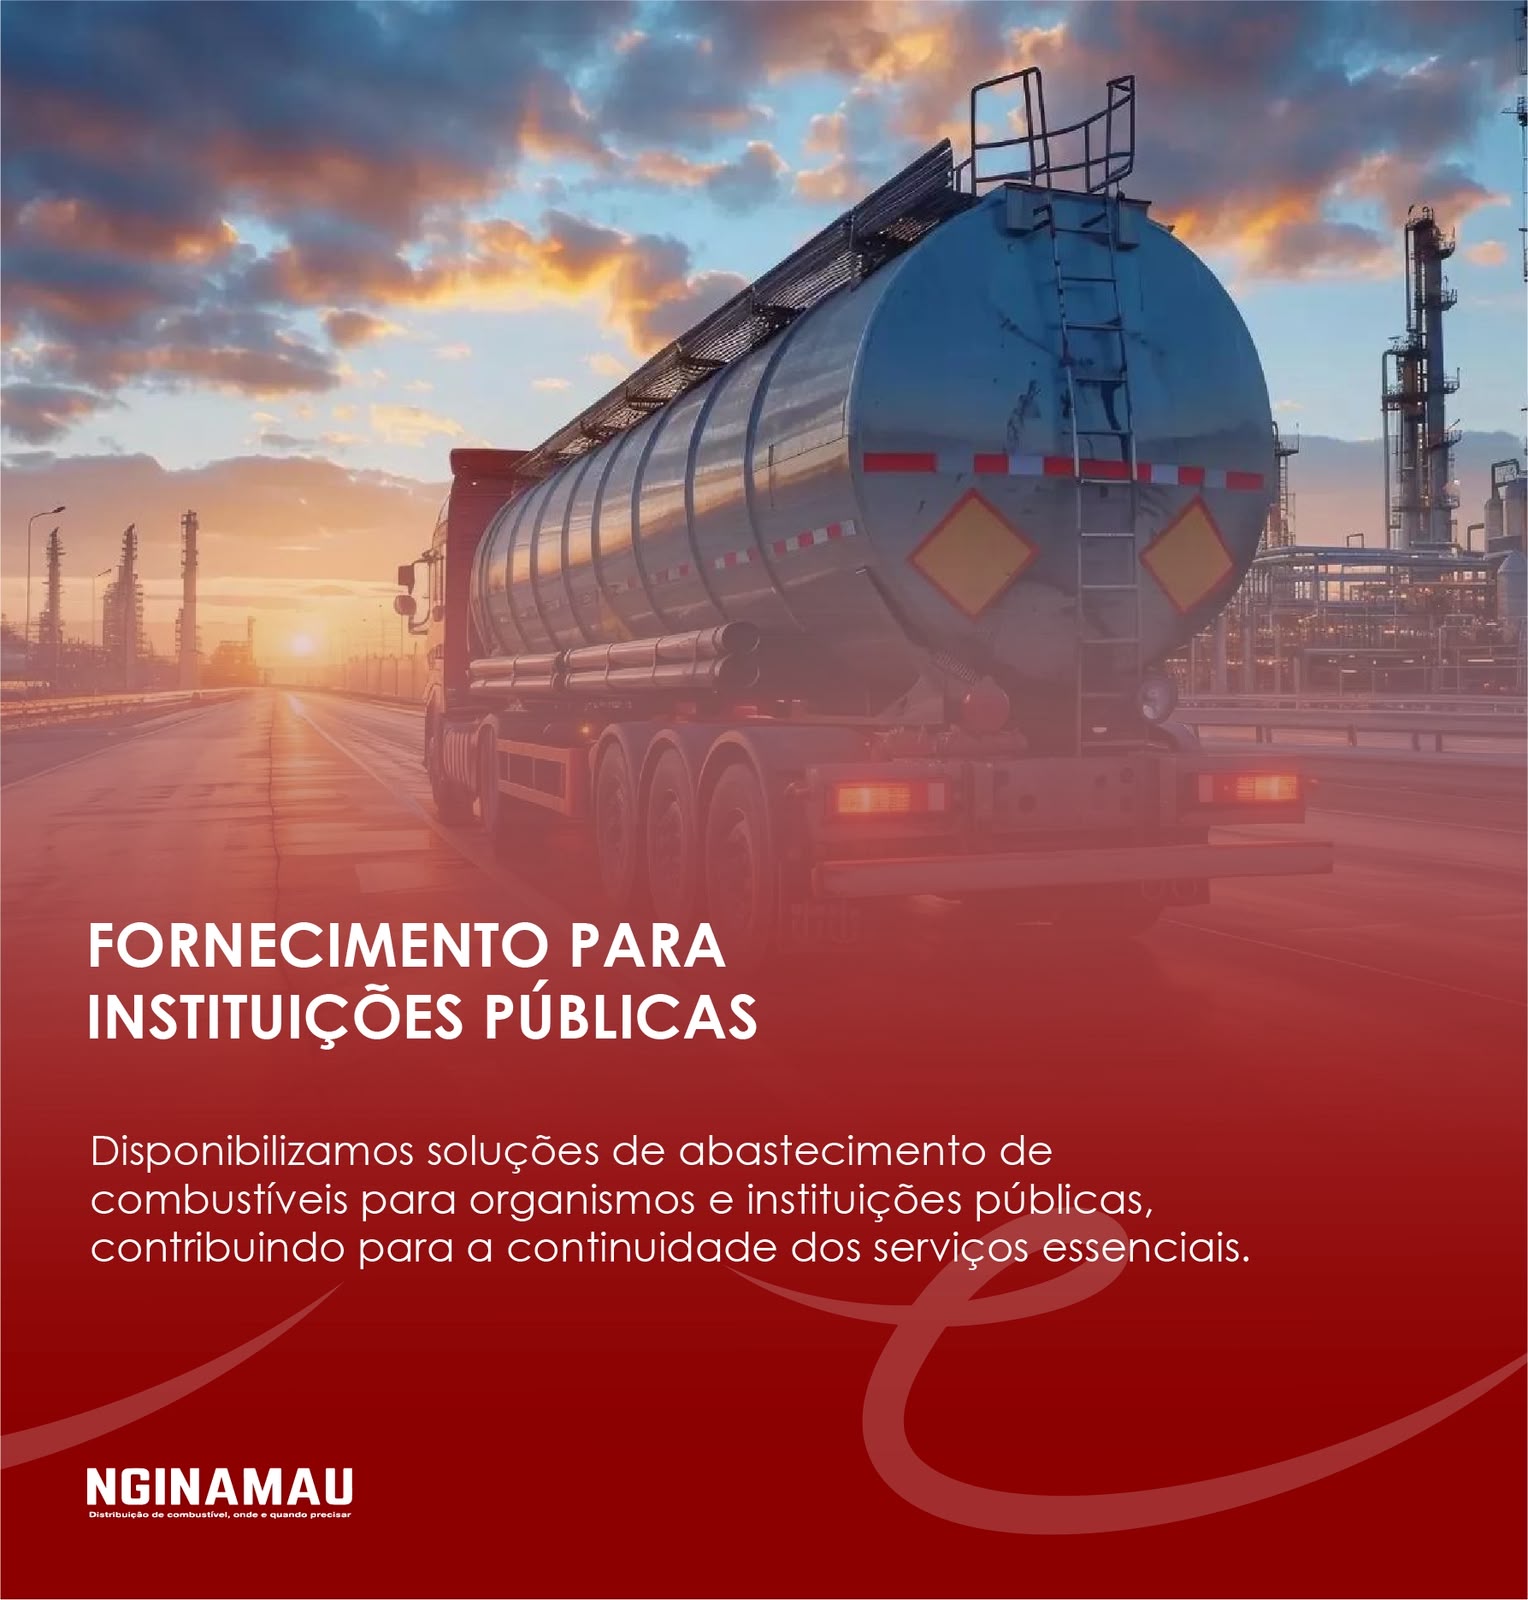 FORNECIMENTO PARA
INSTITUIÇÕES PÚBLICAS
Disponibilizamos soluções de abastecimento de
combustíveis para organismos e instituições públicas,
contribuindo para a continuidade dos serviços essenciais.
NGINAMAU
Distribuição de combustível, onde e quando precisar